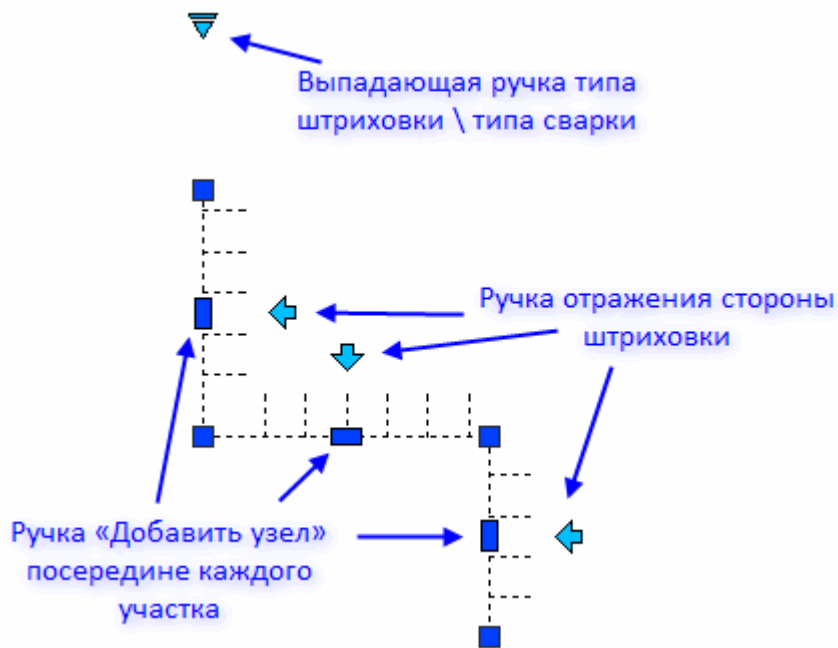 Выпадающая ручка типа
штриховки \ типа сварки
Ручка отражения стороны
штриховки
Ручка «Добавить узел»
посередине каждого
участка